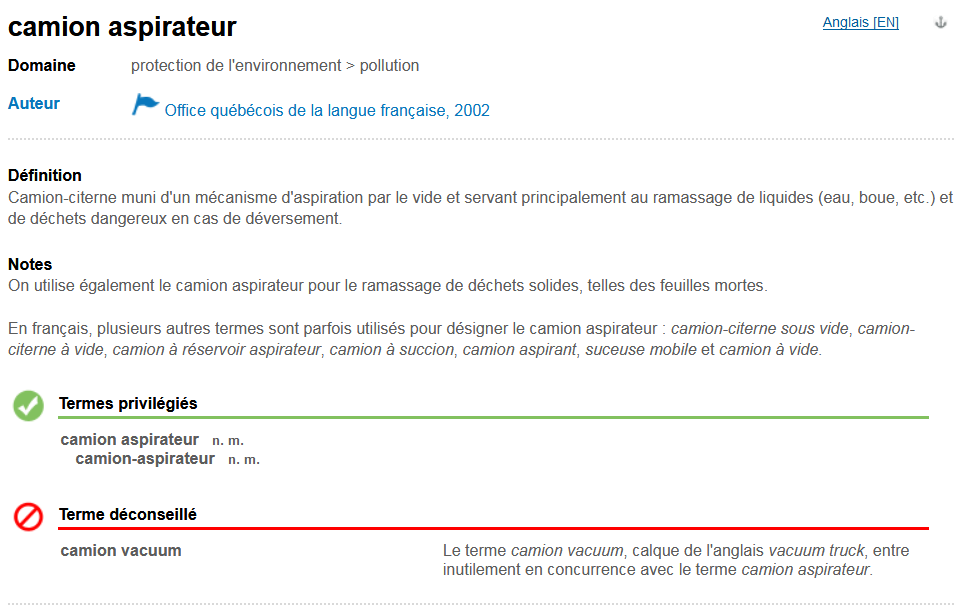 camion aspirateur
Anglais [EN]
Domaine protection de l'environnement > pollution
Auteur Office québécois de la langue française, 2002
Définition
Camion-citerne muni d'un mécanisme d'aspiration par le vide et servant principalement au ramassage de liquides (eau, boue, etc.) et
de déchets dangereux en cas de déversement.
Notes
On utilise également le camion aspirateur pour le ramassage de déchets solides, telles des feuilles mortes.
En français, plusieurs autres termes sont parfois utilisés pour désigner le camion aspirateur : camion-citerne sous vide, camion-
citerne à vide, camion à réservoir aspirateur, camion à succion, camion aspirant, suceuse mobile et camion à vide.
Termes privilégiés
camion aspirateur n. m.
camion-aspirateur n. m.
Terme déconseillé
camion vacuum Le terme camion vacuum, calque de l'anglais vacuum truck, entre
inutilement en concurrence avec le terme camion aspirateur.